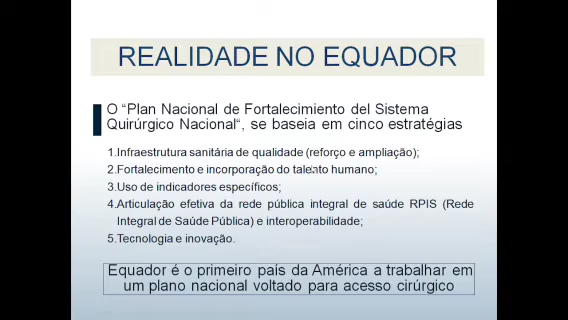 REALIDADE NO EQUADOR
O “Plan Nacional de Fortalecimiento del Sistema
Quirúrgico Nacional“, se baseia em cinco estratégias
1.Infraestrutura sanitária de qualidade (reforço e ampliação);
2.Fortalecimento e incorporação do talento humano;
3.Uso de indicadores específicos;
4.Articulação efetiva da rede pública integral de saúde RPIS (Rede
Integral de Saúde Pública) e interoperabilidade;
5.Tecnologia e inovação.
Equador é o primeiro país da América a trabalhar em
um plano nacional voltado para acesso cirúrgico